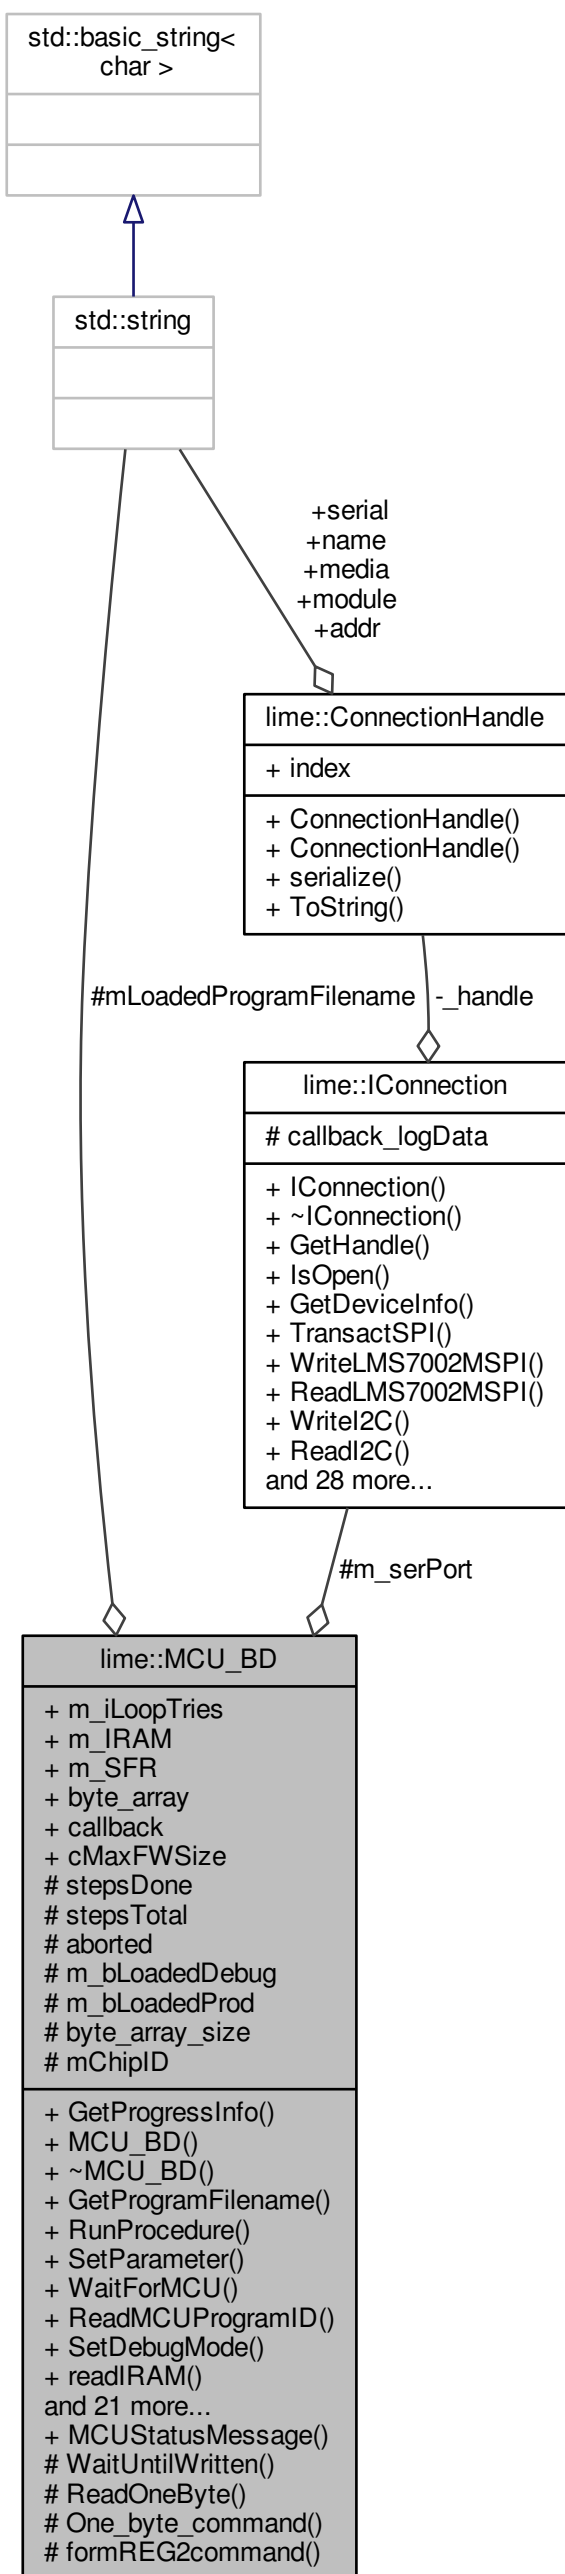 std::basic_string<
char >
std::string
+serial
+name
+media
+module
+addr
lime::ConnectionHandle
+ index
+ ConnectionHandle()
+ ConnectionHandle()
+ serialize()
+ ToString()
#mLoadedProgramFilename
-_handle
lime::IConnection
# callback_logData
+ IConnection()
+ ~IConnection()
+ GetHandle()
+ IsOpen()
+ GetDeviceInfo()
+ TransactSPI()
+ WriteLMS7002MSPI()
+ ReadLMS7002MSPI()
+ WriteI2C()
+ ReadI2C()
and 28 more...
#m_serPort
lime::MCU_BD
+ m_iLoopTries
+ m_IRAM
+ m_SFR
+ byte_array
+ callback
+ cMaxFWSize
# stepsDone
# stepsTotal
# aborted
# m_bLoadedDebug
# m_bLoadedProd
# byte_array_size
# mChipID
+ GetProgressInfo()
+ MCU_BD()
+ ~MCU_BD()
+ GetProgramFilename()
+ RunProcedure()
+ SetParameter()
+ WaitForMCU()
+ ReadMCUProgramID()
+ SetDebugMode()
+ readIRAM()
and 21 more...
+ MCUStatusMessage()
# WaitUntilWritten()
# ReadOneByte()
# One_byte_command()
# formREG2command()